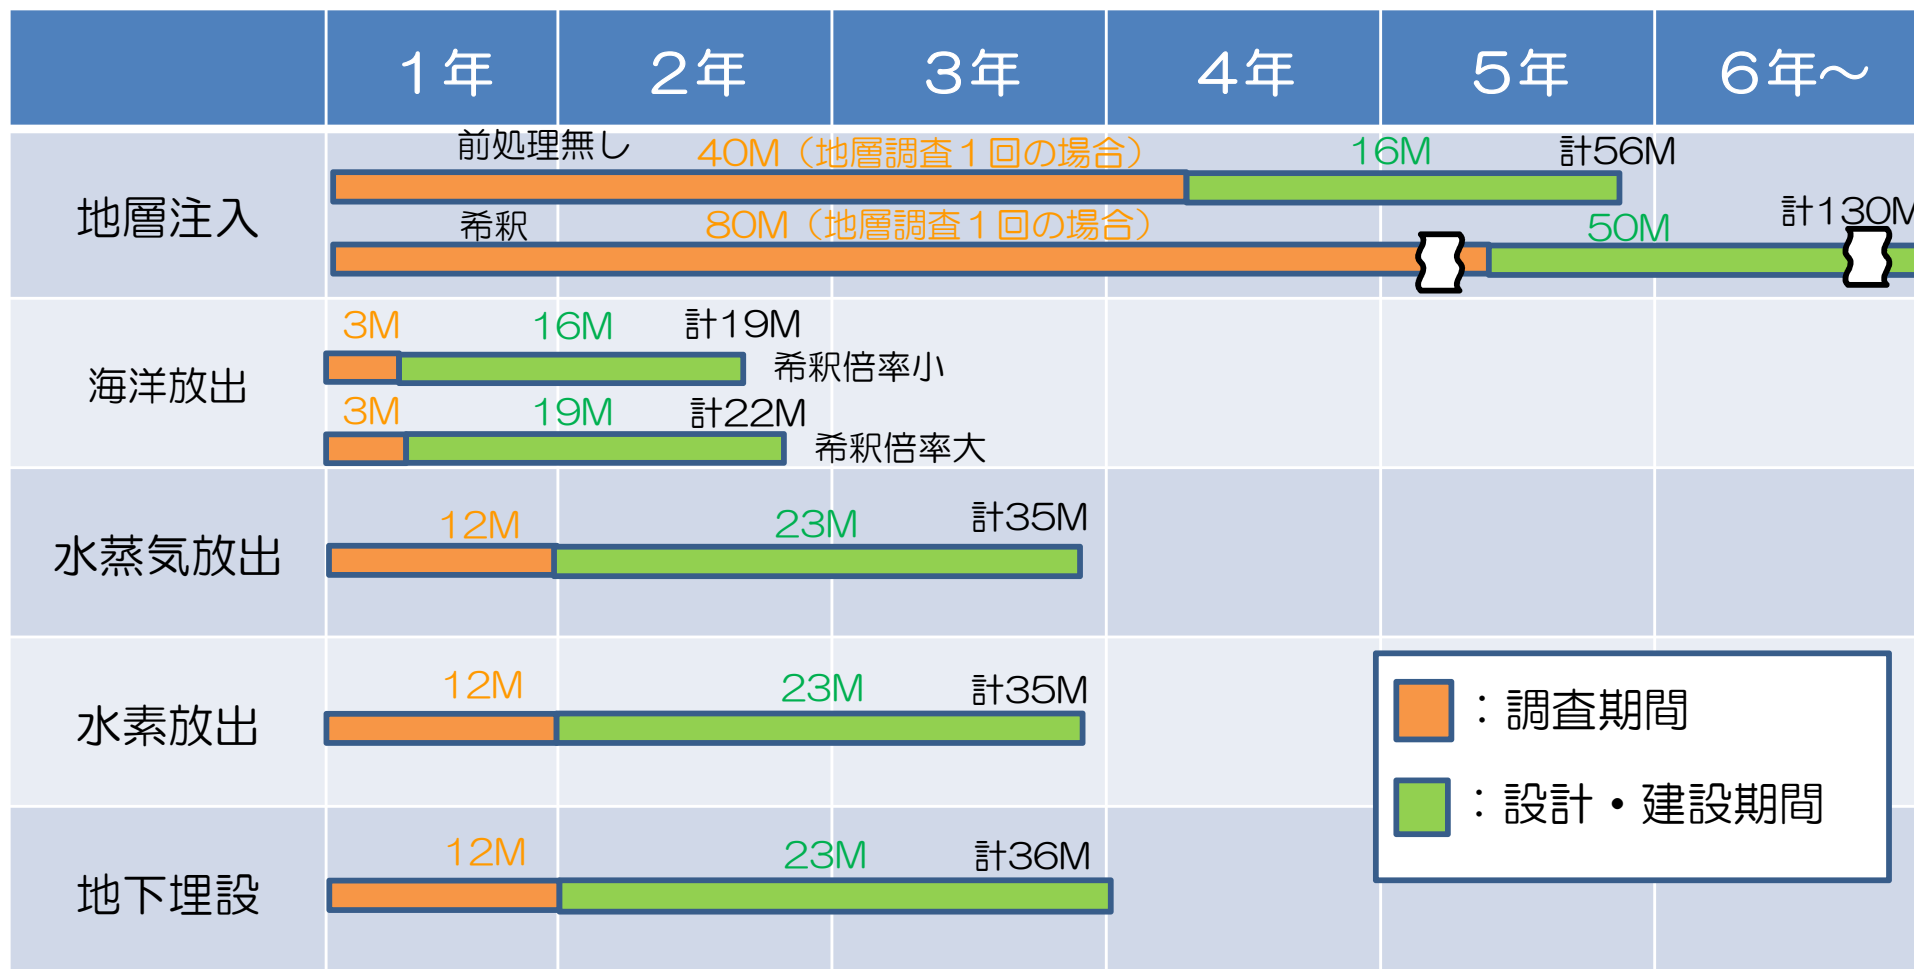 1年 2年 3年 4年 5年 6年～
地層注入
前処理無し 40M（地層調査1回の場合） 16M 計56M
希釈 80M（地層調査1回の場合） 50M 計130M
海洋放出
3M 16M 計19M
希釈倍率小
3M 19M 計22M
希釈倍率大
水蒸気放出
12M 23M 計35M
水素放出
12M 23M 計35M
地下埋設
12M 23M 計36M
：調査期間
：設計・建設期間